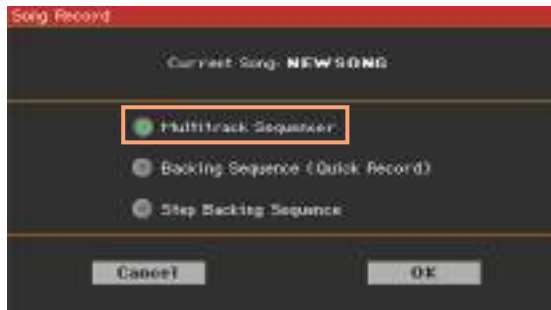 Song Record
Current Song: NEWSONG
Multitrack Sequencer
Backing Sequence (Quick Record)
Step Backing Sequence
Cancel OK